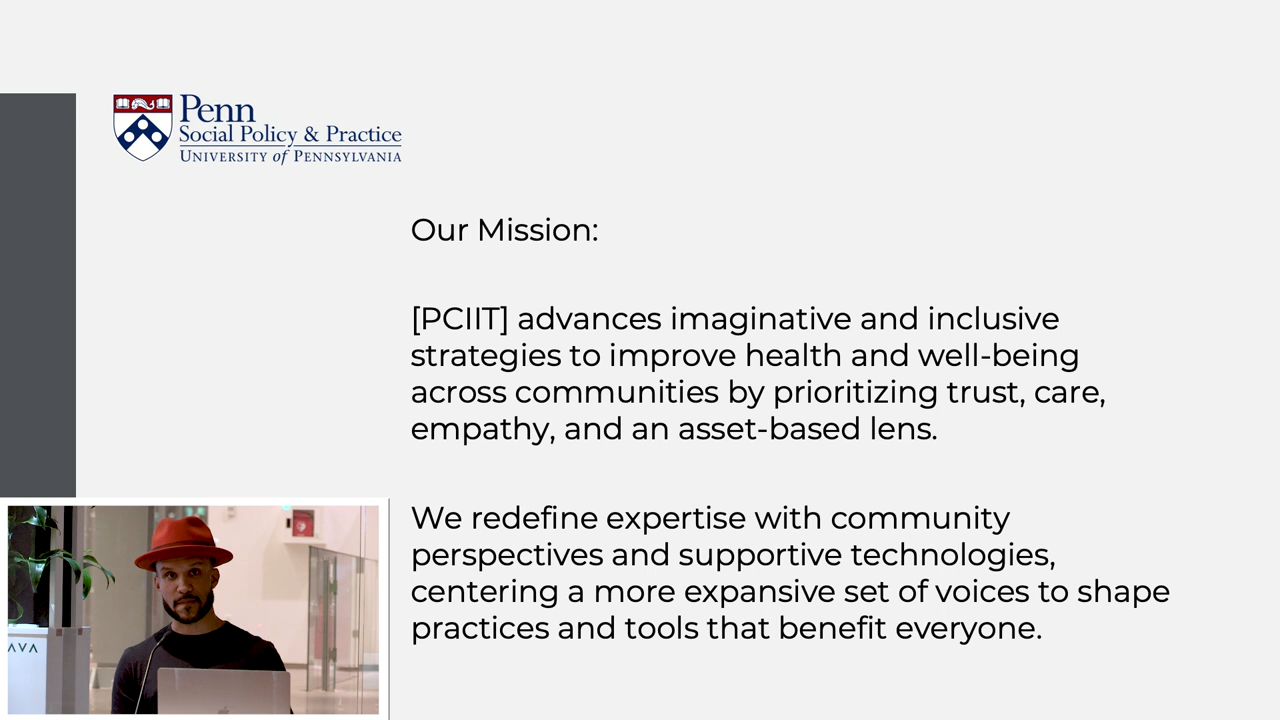 Penn
Social Policy & Practice
UNIVERSITY of PENNSYLVANIA
Our Mission:
[PCIIT] advances imaginative and inclusive
strategies to improve health and well-being
across communities by prioritizing trust, care,
empathy, and an asset-based lens.
We redefine expertise with community
perspectives and supportive technologies,
centering a more expansive set of voices to shape
practices and tools that benefit everyone.